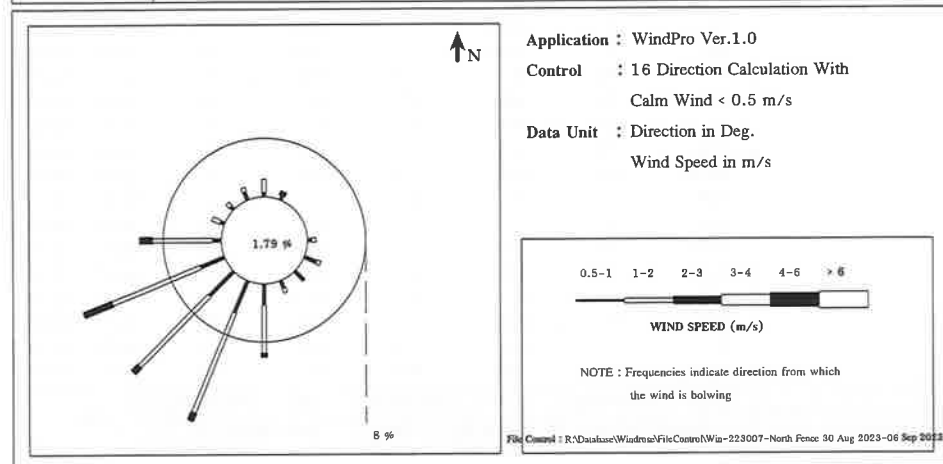 N
Application : WindPro Ver.1.0
Control : 16 Direction Calculation With
Calm Wind < 0.5 m/s
Data Unit : Direction in Deg.
Wind Speed in m/s
1.79 %
8 %
0.5-1 1-2 2-3 3-4 4-6 > 6
WIND SPEED (m/s)
NOTE : Frequencies indicate direction from which
the wind is bolwing
File Control : R:\Database\Windrose\FileControl\Win-223007-North Fence 30 Aug 2023-06 Sep 2023